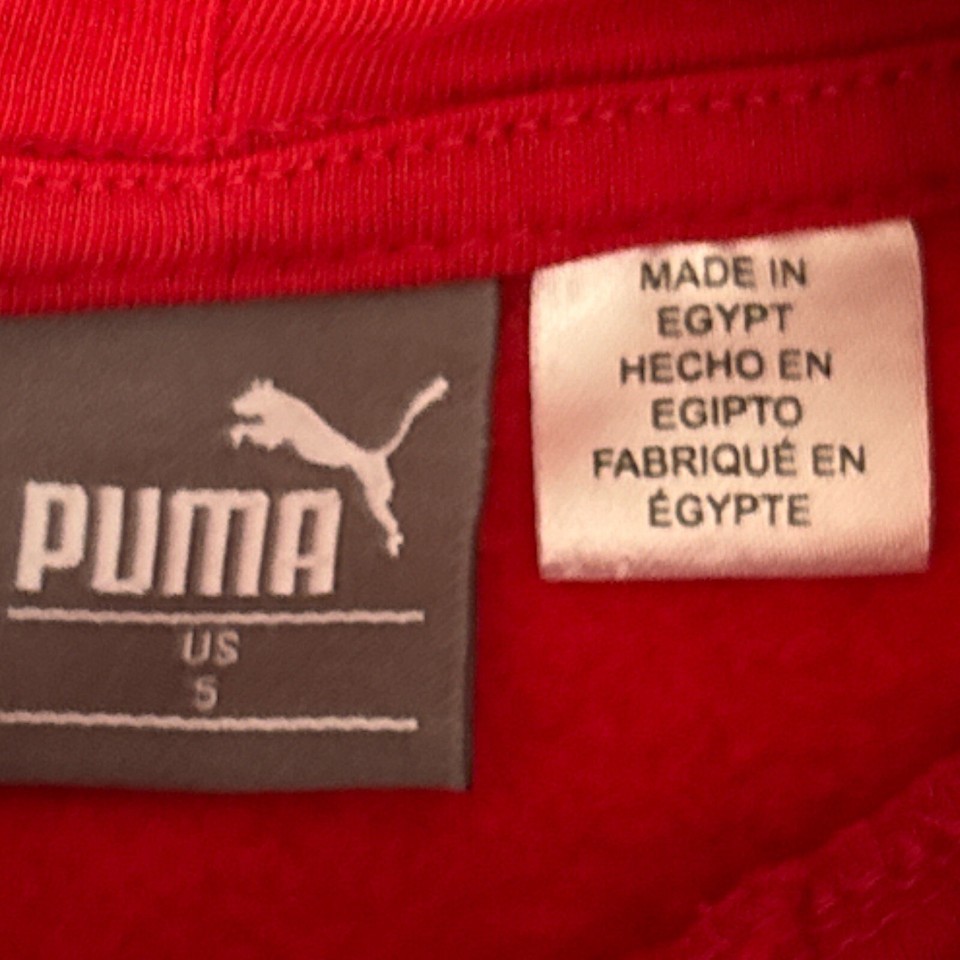 PUMA
US
S
MADE IN
EGYPT
HECHO EN
EGIPTO
FABRIQUÉ EN
ÉGYPTE